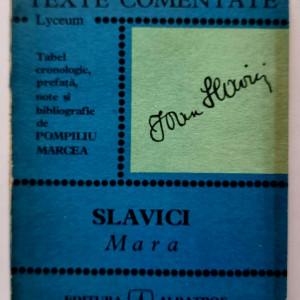 TEXTE COMENTATE
Lyceum
Tabel
cronologic,
prefață,
note și
bibliografie
de
POMPILIU
MARCEA
Ioan Slavici
SLAVICI
Mara
EDITURA A ALBATROS